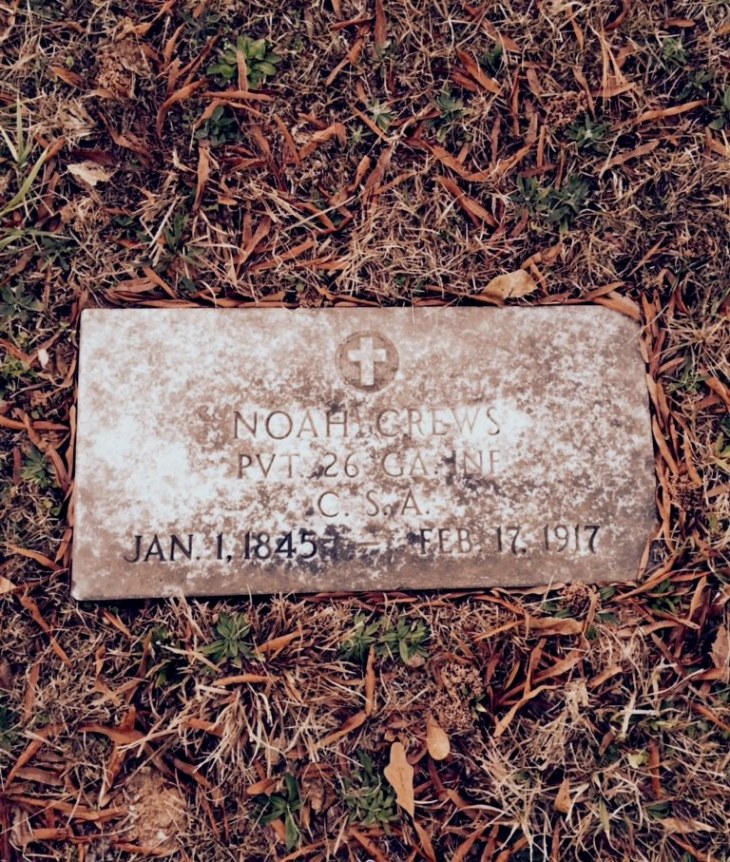 NOAH CREWS
PVT. 26 GA. INF
C. S. A.
JAN. 1, 1845 — FEB. 17, 1917